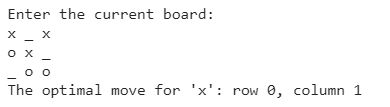 Enter the current board:
x _ x
o x _
_ o o
The optimal move for 'x': row 0, column 1